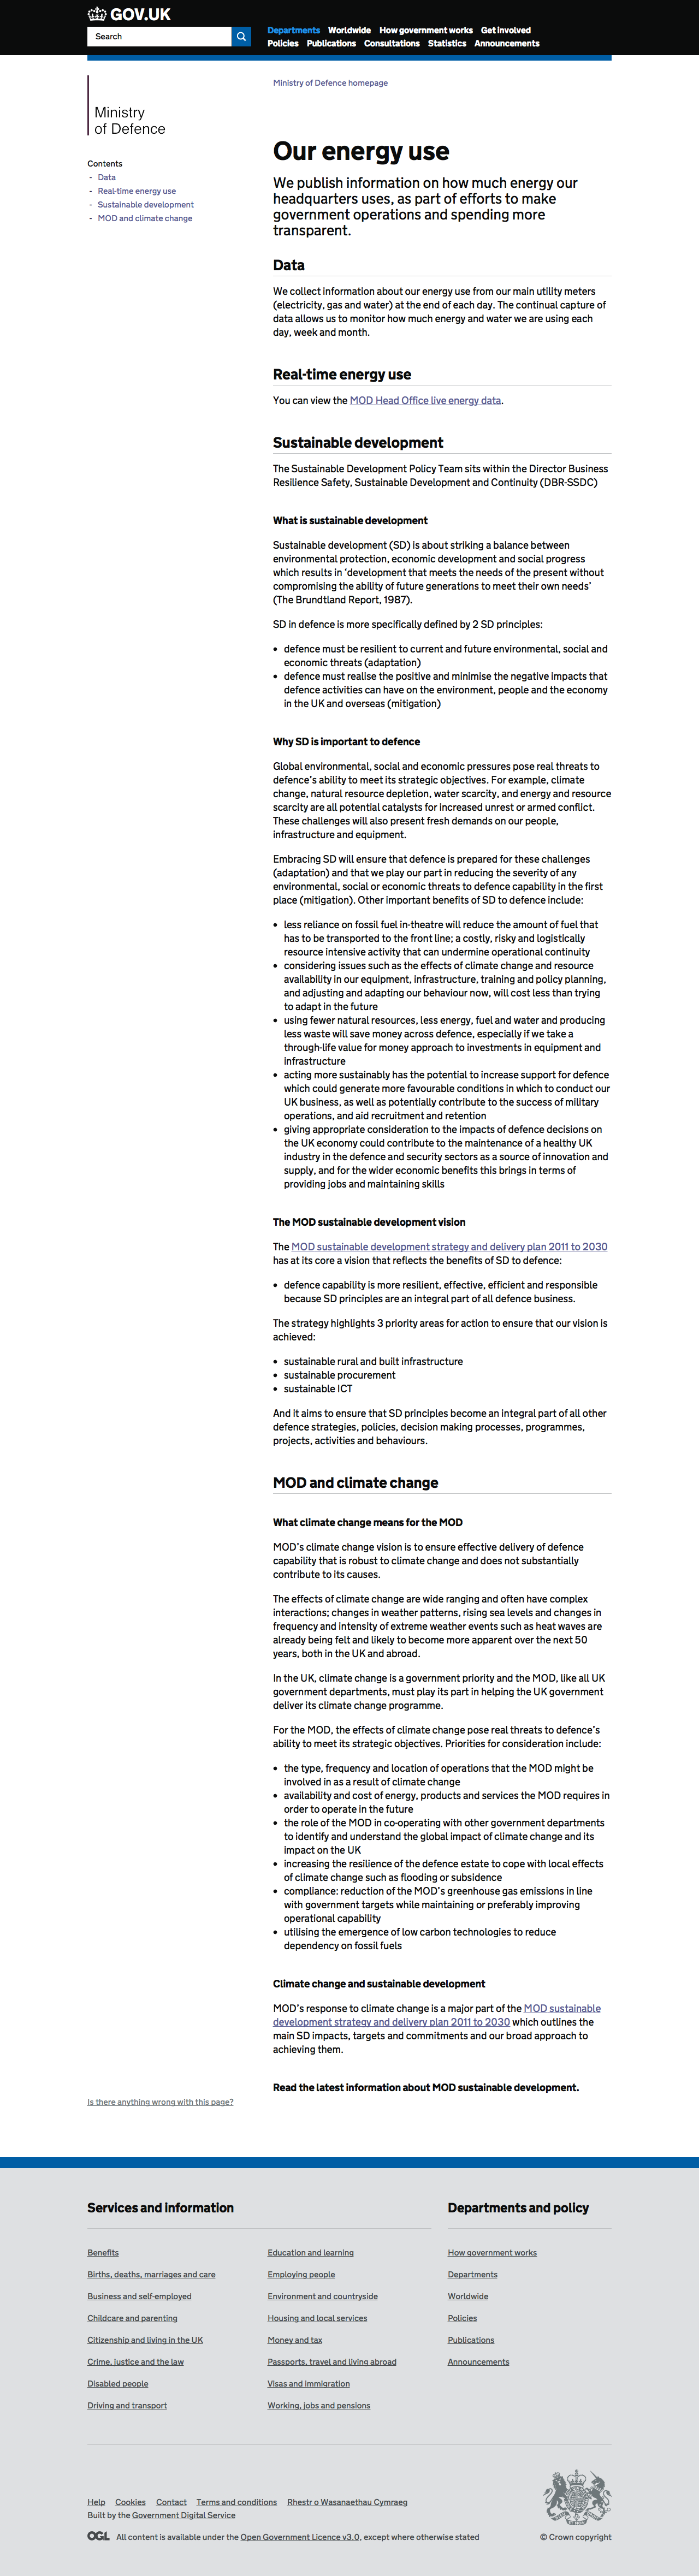 GOV.UK
Search
Departments Worldwide How government works Get involved
Policies Publications Consultations Statistics Announcements
Ministry
of Defence
Contents
- Data
- Real-time energy use
- Sustainable development
- MOD and climate change
Ministry of Defence homepage
Our energy use
We publish information on how much energy our
headquarters uses, as part of efforts to make
government operations and spending more
transparent.
Data
We collect information about our energy use from our main utility meters
(electricity, gas and water) at the end of each day. The continual capture of
data allows us to monitor how much energy and water we are using each
day, week and month.
Real-time energy use
You can view the MOD Head Office live energy data.
Sustainable development
The Sustainable Development Policy Team sits within the Director Business
Resilience Safety, Sustainable Development and Continuity (DBR-SSDC)
What is sustainable development
Sustainable development (SD) is about striking a balance between
environmental protection, economic development and social progress
which results in ‘development that meets the needs of the present without
compromising the ability of future generations to meet their own needs’
(The Brundtland Report, 1987).
SD in defence is more specifically defined by 2 SD principles:
• defence must be resilient to current and future environmental, social and
economic threats (adaptation)
• defence must realise the positive and minimise the negative impacts that
defence activities can have on the environment, people and the economy
in the UK and overseas (mitigation)
Why SD is important to defence
Global environmental, social and economic pressures pose real threats to
defence’s ability to meet its strategic objectives. For example, climate
change, natural resource depletion, water scarcity, and energy and resource
scarcity are all potential catalysts for increased unrest or armed conflict.
These challenges will also present fresh demands on our people,
infrastructure and equipment.
Embracing SD will ensure that defence is prepared for these challenges
(adaptation) and that we play our part in reducing the severity of any
environmental, social or economic threats to defence capability in the first
place (mitigation). Other important benefits of SD to defence include:
• less reliance on fossil fuel in-theatre will reduce the amount of fuel that
has to be transported to the front line; a costly, risky and logistically
resource intensive activity that can undermine operational continuity
• considering issues such as the effects of climate change and resource
availability in our equipment, infrastructure, training and policy planning,
and adjusting and adapting our behaviour now, will cost less than trying
to adapt in the future
• using fewer natural resources, less energy, fuel and water and producing
less waste will save money across defence, especially if we take a
through-life value for money approach to investments in equipment and
infrastructure
• acting more sustainably has the potential to increase support for defence
which could generate more favourable conditions in which to conduct our
UK business, as well as potentially contribute to the success of military
operations, and aid recruitment and retention
• giving appropriate consideration to the impacts of defence decisions on
the UK economy could contribute to the maintenance of a healthy UK
industry in the defence and security sectors as a source of innovation and
supply, and for the wider economic benefits this brings in terms of
providing jobs and maintaining skills
The MOD sustainable development vision
The MOD sustainable development strategy and delivery plan 2011 to 2030
has at its core a vision that reflects the benefits of SD to defence:
• defence capability is more resilient, effective, efficient and responsible
because SD principles are an integral part of all defence business.
The strategy highlights 3 priority areas for action to ensure that our vision is
achieved:
• sustainable rural and built infrastructure
• sustainable procurement
• sustainable ICT
And it aims to ensure that SD principles become an integral part of all other
defence strategies, policies, decision making processes, programmes,
projects, activities and behaviours.
MOD and climate change
What climate change means for the MOD
MOD’s climate change vision is to ensure effective delivery of defence
capability that is robust to climate change and does not substantially
contribute to its causes.
The effects of climate change are wide ranging and often have complex
interactions; changes in weather patterns, rising sea levels and changes in
frequency and intensity of extreme weather events such as heat waves are
already being felt and likely to become more apparent over the next 50
years, both in the UK and abroad.
In the UK, climate change is a government priority and the MOD, like all UK
government departments, must play its part in helping the UK government
deliver its climate change programme.
For the MOD, the effects of climate change pose real threats to defence’s
ability to meet its strategic objectives. Priorities for consideration include:
• the type, frequency and location of operations that the MOD might be
involved in as a result of climate change
• availability and cost of energy, products and services the MOD requires in
order to operate in the future
• the role of the MOD in co-operating with other government departments
to identify and understand the global impact of climate change and its
impact on the UK
• increasing the resilience of the defence estate to cope with local effects
of climate change such as flooding or subsidence
• compliance: reduction of the MOD’s greenhouse gas emissions in line
with government targets while maintaining or preferably improving
operational capability
• utilising the emergence of low carbon technologies to reduce
dependency on fossil fuels
Climate change and sustainable development
MOD’s response to climate change is a major part of the MOD sustainable
development strategy and delivery plan 2011 to 2030 which outlines the
main SD impacts, targets and commitments and our broad approach to
achieving them.
Read the latest information about MOD sustainable development.
Is there anything wrong with this page?
Services and information
Benefits
Births, deaths, marriages and care
Business and self-employed
Childcare and parenting
Citizenship and living in the UK
Crime, justice and the law
Disabled people
Driving and transport
Education and learning
Employing people
Environment and countryside
Housing and local services
Money and tax
Passports, travel and living abroad
Visas and immigration
Working, jobs and pensions
Departments and policy
How government works
Departments
Worldwide
Policies
Publications
Announcements
Help Cookies Contact Terms and conditions Rhestr o Wasanaethau Cymraeg
Built by the Government Digital Service
OGL All content is available under the Open Government Licence v3.0, except where otherwise stated
© Crown copyright